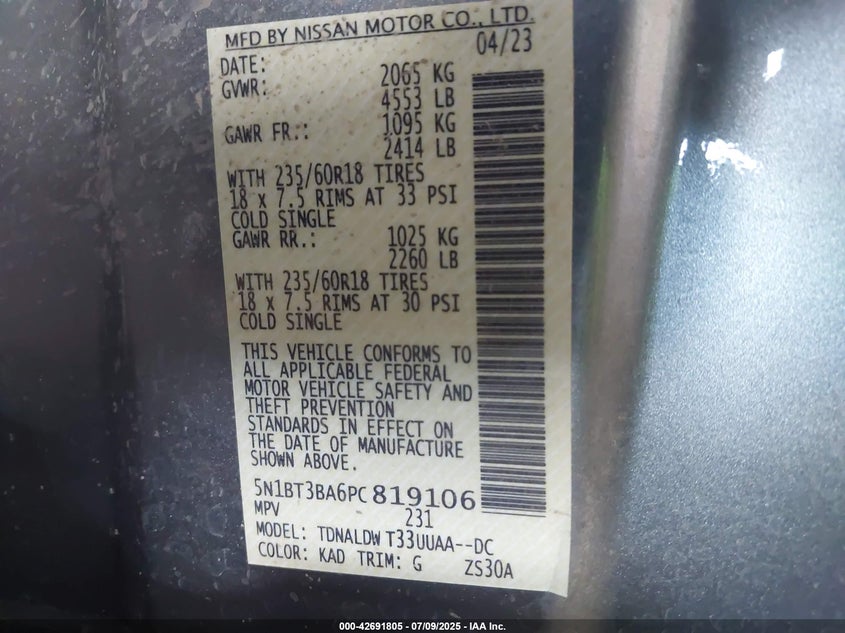 MFD BY NISSAN MOTOR CO., LTD.
DATE: 04/23
GVWR: 2065 KG
4553 LB
GAWR FR.: 1095 KG
2414 LB
WITH 235/60R18 TIRES
18 x 7.5 RIMS AT 33 PSI
COLD SINGLE
GAWR RR.: 1025 KG
2260 LB
WITH 235/60R18 TIRES
18 x 7.5 RIMS AT 30 PSI
COLD SINGLE
THIS VEHICLE CONFORMS TO
ALL APPLICABLE FEDERAL
MOTOR VEHICLE SAFETY AND
THEFT PREVENTION
STANDARDS IN EFFECT ON
THE DATE OF MANUFACTURE
SHOWN ABOVE.
5N1BT3BA6PC819106
MPV 231
MODEL: TDNALDW T33UUAA--DC
COLOR: KAD TRIM: G ZS30A
000-42691805 - 07/09/2025 - IAA Inc.